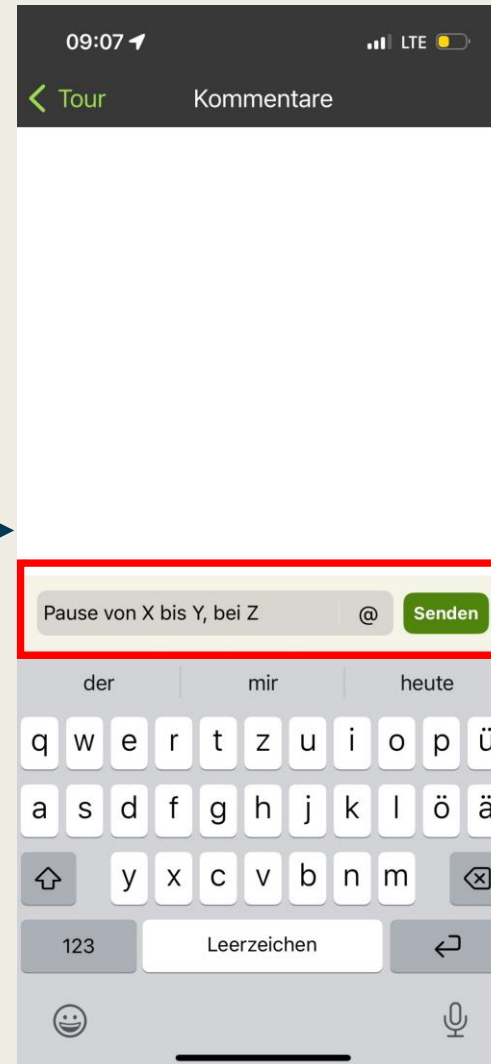 09:07 LTE
Tour Kommentare
Pause von X bis Y, bei Z @ Senden
der mir heute
q w e r t z u i o p ü
a s d f g h j k l ö ä
y x c v b n m
123 Leerzeichen